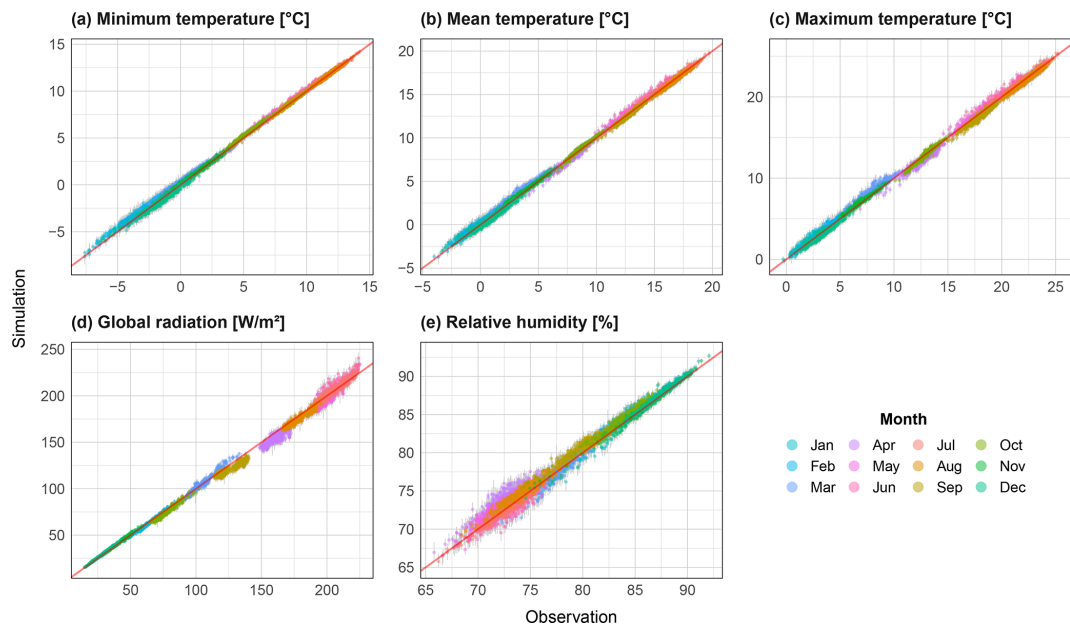 (a) Minimum temperature [°C]
(b) Mean temperature [°C]
(c) Maximum temperature [°C]
15
10
5
0
−5
−5
0
5
10
15
20
15
10
5
0
−5
−5
0
5
10
15
20
20
10
0
0
5
10
15
20
25
Simulation
(d) Global radiation [W/m²]
(e) Relative humidity [%]
250
200
150
100
50
50
100
150
200
90
85
80
75
70
65
65
70
75
80
85
90
Observation
Month
Jan
Apr
Jul
Oct
Feb
May
Aug
Nov
Mar
Jun
Sep
Dec